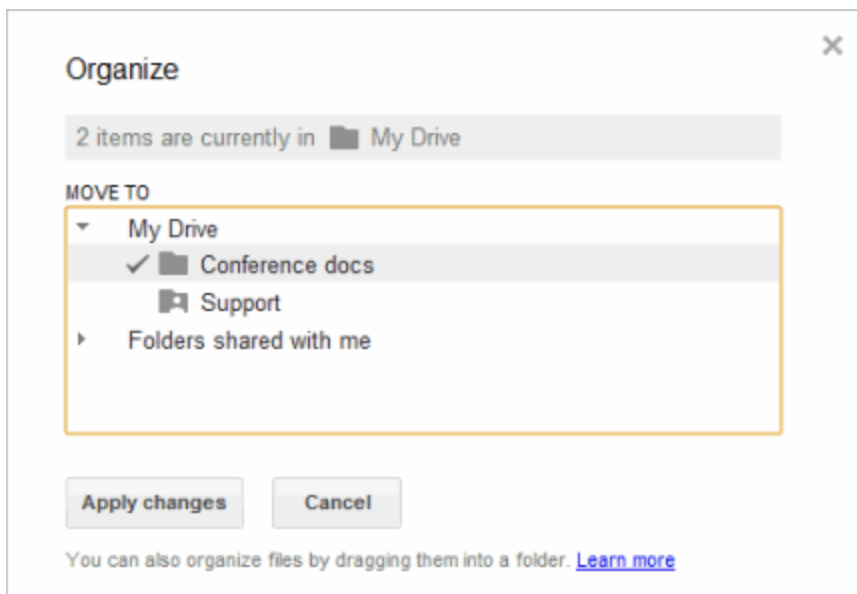 Organize
2 items are currently in My Drive
MOVE TO
My Drive
Conference docs
Support
Folders shared with me
Apply changes Cancel
You can also organize files by dragging them into a folder. Learn more